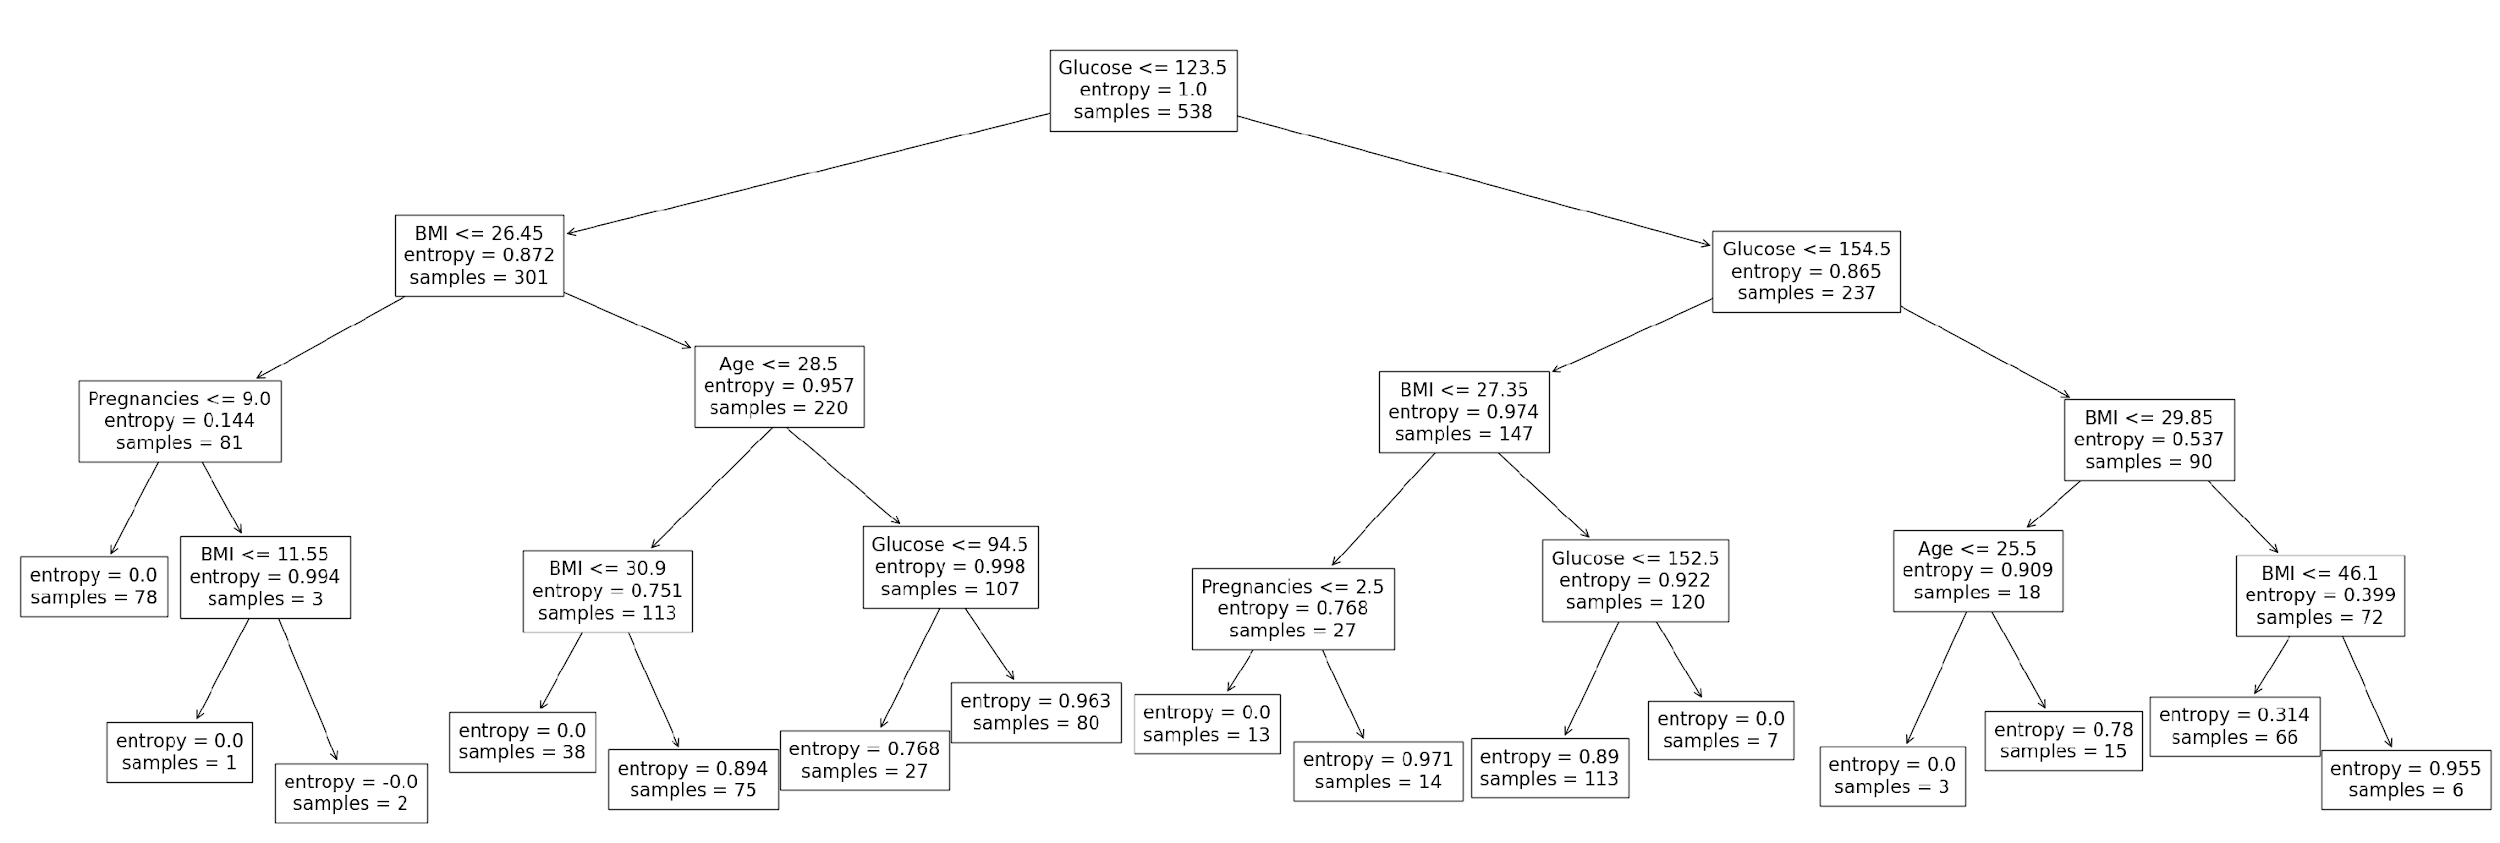 Glucose <= 123.5
entropy = 1.0
samples = 538
BMI <= 26.45
entropy = 0.872
samples = 301
Glucose <= 154.5
entropy = 0.865
samples = 237
Pregnancies <= 9.0
entropy = 0.144
samples = 81
Age <= 28.5
entropy = 0.957
samples = 220
BMI <= 27.35
entropy = 0.974
samples = 147
BMI <= 29.85
entropy = 0.537
samples = 90
entropy = 0.0
samples = 78
BMI <= 11.55
entropy = 0.994
samples = 3
BMI <= 30.9
entropy = 0.751
samples = 113
Glucose <= 94.5
entropy = 0.998
samples = 107
Pregnancies <= 2.5
entropy = 0.768
samples = 27
Glucose <= 152.5
entropy = 0.922
samples = 120
Age <= 25.5
entropy = 0.909
samples = 18
BMI <= 46.1
entropy = 0.399
samples = 72
entropy = 0.0
samples = 1
entropy = -0.0
samples = 2
entropy = 0.0
samples = 38
entropy = 0.894
samples = 75
entropy = 0.768
samples = 27
entropy = 0.963
samples = 80
entropy = 0.0
samples = 13
entropy = 0.971
samples = 14
entropy = 0.89
samples = 113
entropy = 0.0
samples = 7
entropy = 0.0
samples = 3
entropy = 0.78
samples = 15
entropy = 0.314
samples = 66
entropy = 0.955
samples = 6